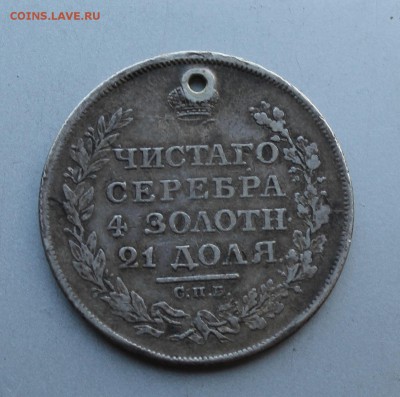 COINS.LAVE.RU
ЧИСТАГО
СЕРЕБРА
4 ЗОЛОТН
21 ДОЛЯ
С.П.Б.